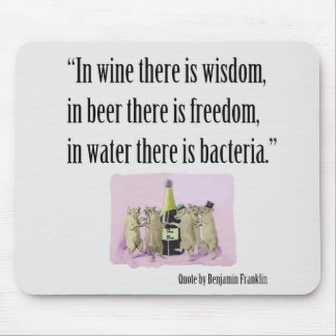 “In wine there is wisdom,
in beer there is freedom,
in water there is bacteria.”
Quote by Benjamin Franklin